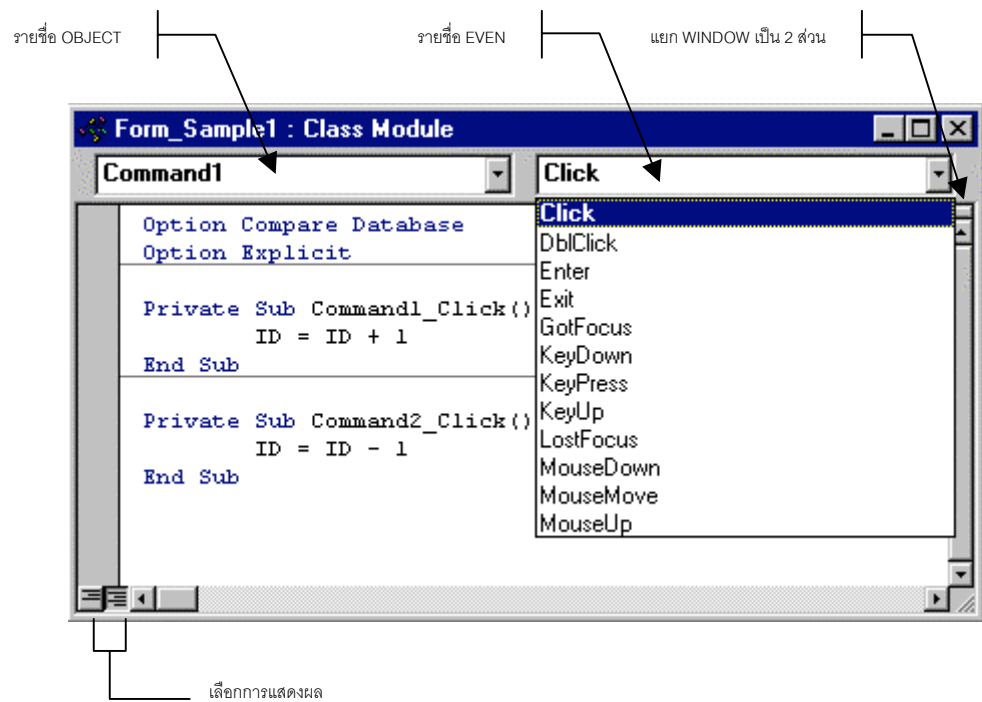 รายชื่อ OBJECT
รายชื่อ EVEN
แยก WINDOW เป็น 2 ส่วน
Form_Sample1 : Class Module
Command1
Click
Option Compare Database
Option Explicit
Private Sub Command1_Click()
ID = ID + 1
End Sub
Private Sub Command2_Click()
ID = ID - 1
End Sub
Click
DblClick
Enter
Exit
GotFocus
KeyDown
KeyPress
KeyUp
LostFocus
MouseDown
MouseMove
MouseUp
เลือกการแสดงผล